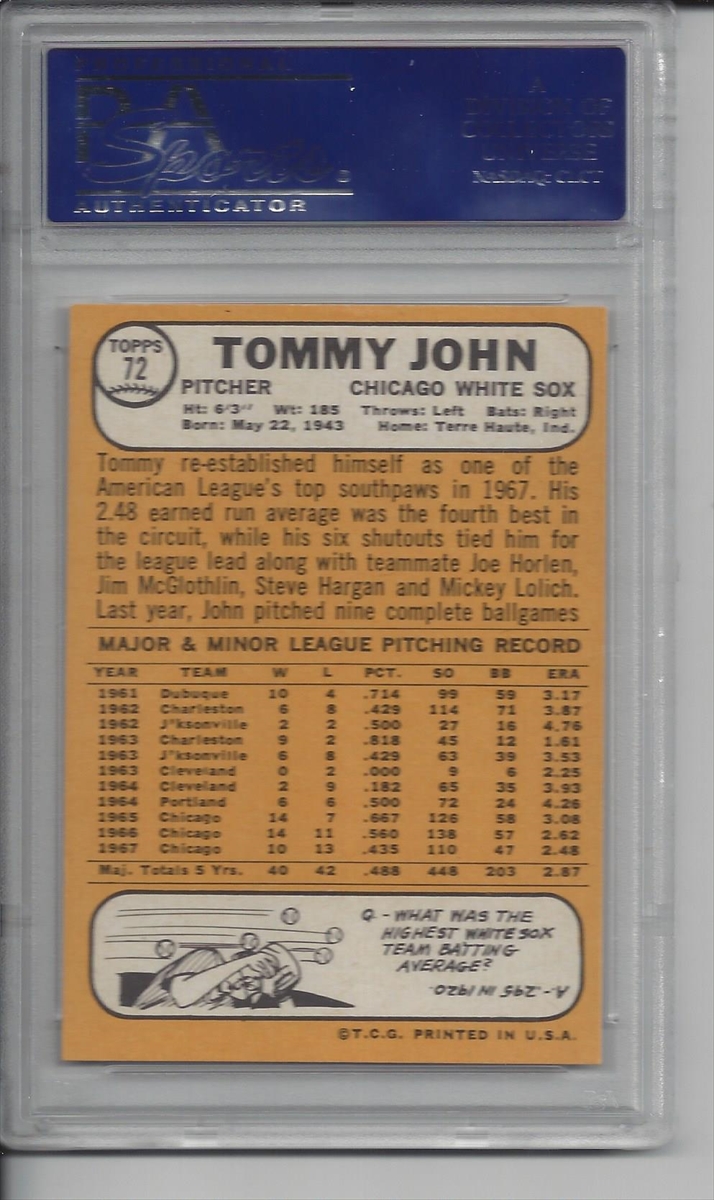 PROFESSIONAL
PSA
Sports
AUTHENTICATOR
A
DIVISION OF
COLLECTORS
UNIVERSE
NASDAQ: CLCT
TOPPS
72
TOMMY JOHN
PITCHER CHICAGO WHITE SOX
Ht: 6'3" Wt: 185 Throws: Left Bats: Right
Born: May 22, 1943 Home: Terre Haute, Ind.
Tommy re-established himself as one of the
American League's top southpaws in 1967. His
2.48 earned run average was the fourth best in
the circuit, while his six shutouts tied him for
the league lead along with teammate Joe Horlen,
Jim McGlothlin, Steve Hargan and Mickey Lolich.
Last year, John pitched nine complete ballgames
MAJOR & MINOR LEAGUE PITCHING RECORD
YEAR TEAM W L PCT. SO BB ERA
1961 Dubuque 10 4 .714 99 59 3.17
1962 Charleston 6 8 .429 114 71 3.87
1962 J'ksonville 2 2 .500 27 16 4.76
1963 Charleston 9 2 .818 45 12 1.61
1963 J'ksonville 6 8 .429 63 39 3.53
1963 Cleveland 0 2 .000 9 6 2.25
1964 Cleveland 2 9 .182 65 35 3.93
1964 Portland 6 6 .500 72 24 4.26
1965 Chicago 14 7 .667 126 58 3.08
1966 Chicago 14 11 .560 138 57 2.62
1967 Chicago 10 13 .435 110 47 2.48
Maj. Totals 5 Yrs. 40 42 .488 448 203 2.87
Q - WHAT WAS THE
HIGHEST WHITE SOX
TEAM BATTING
AVERAGE?
A - .295 IN 1920.
©T.C.G. PRINTED IN U.S.A.